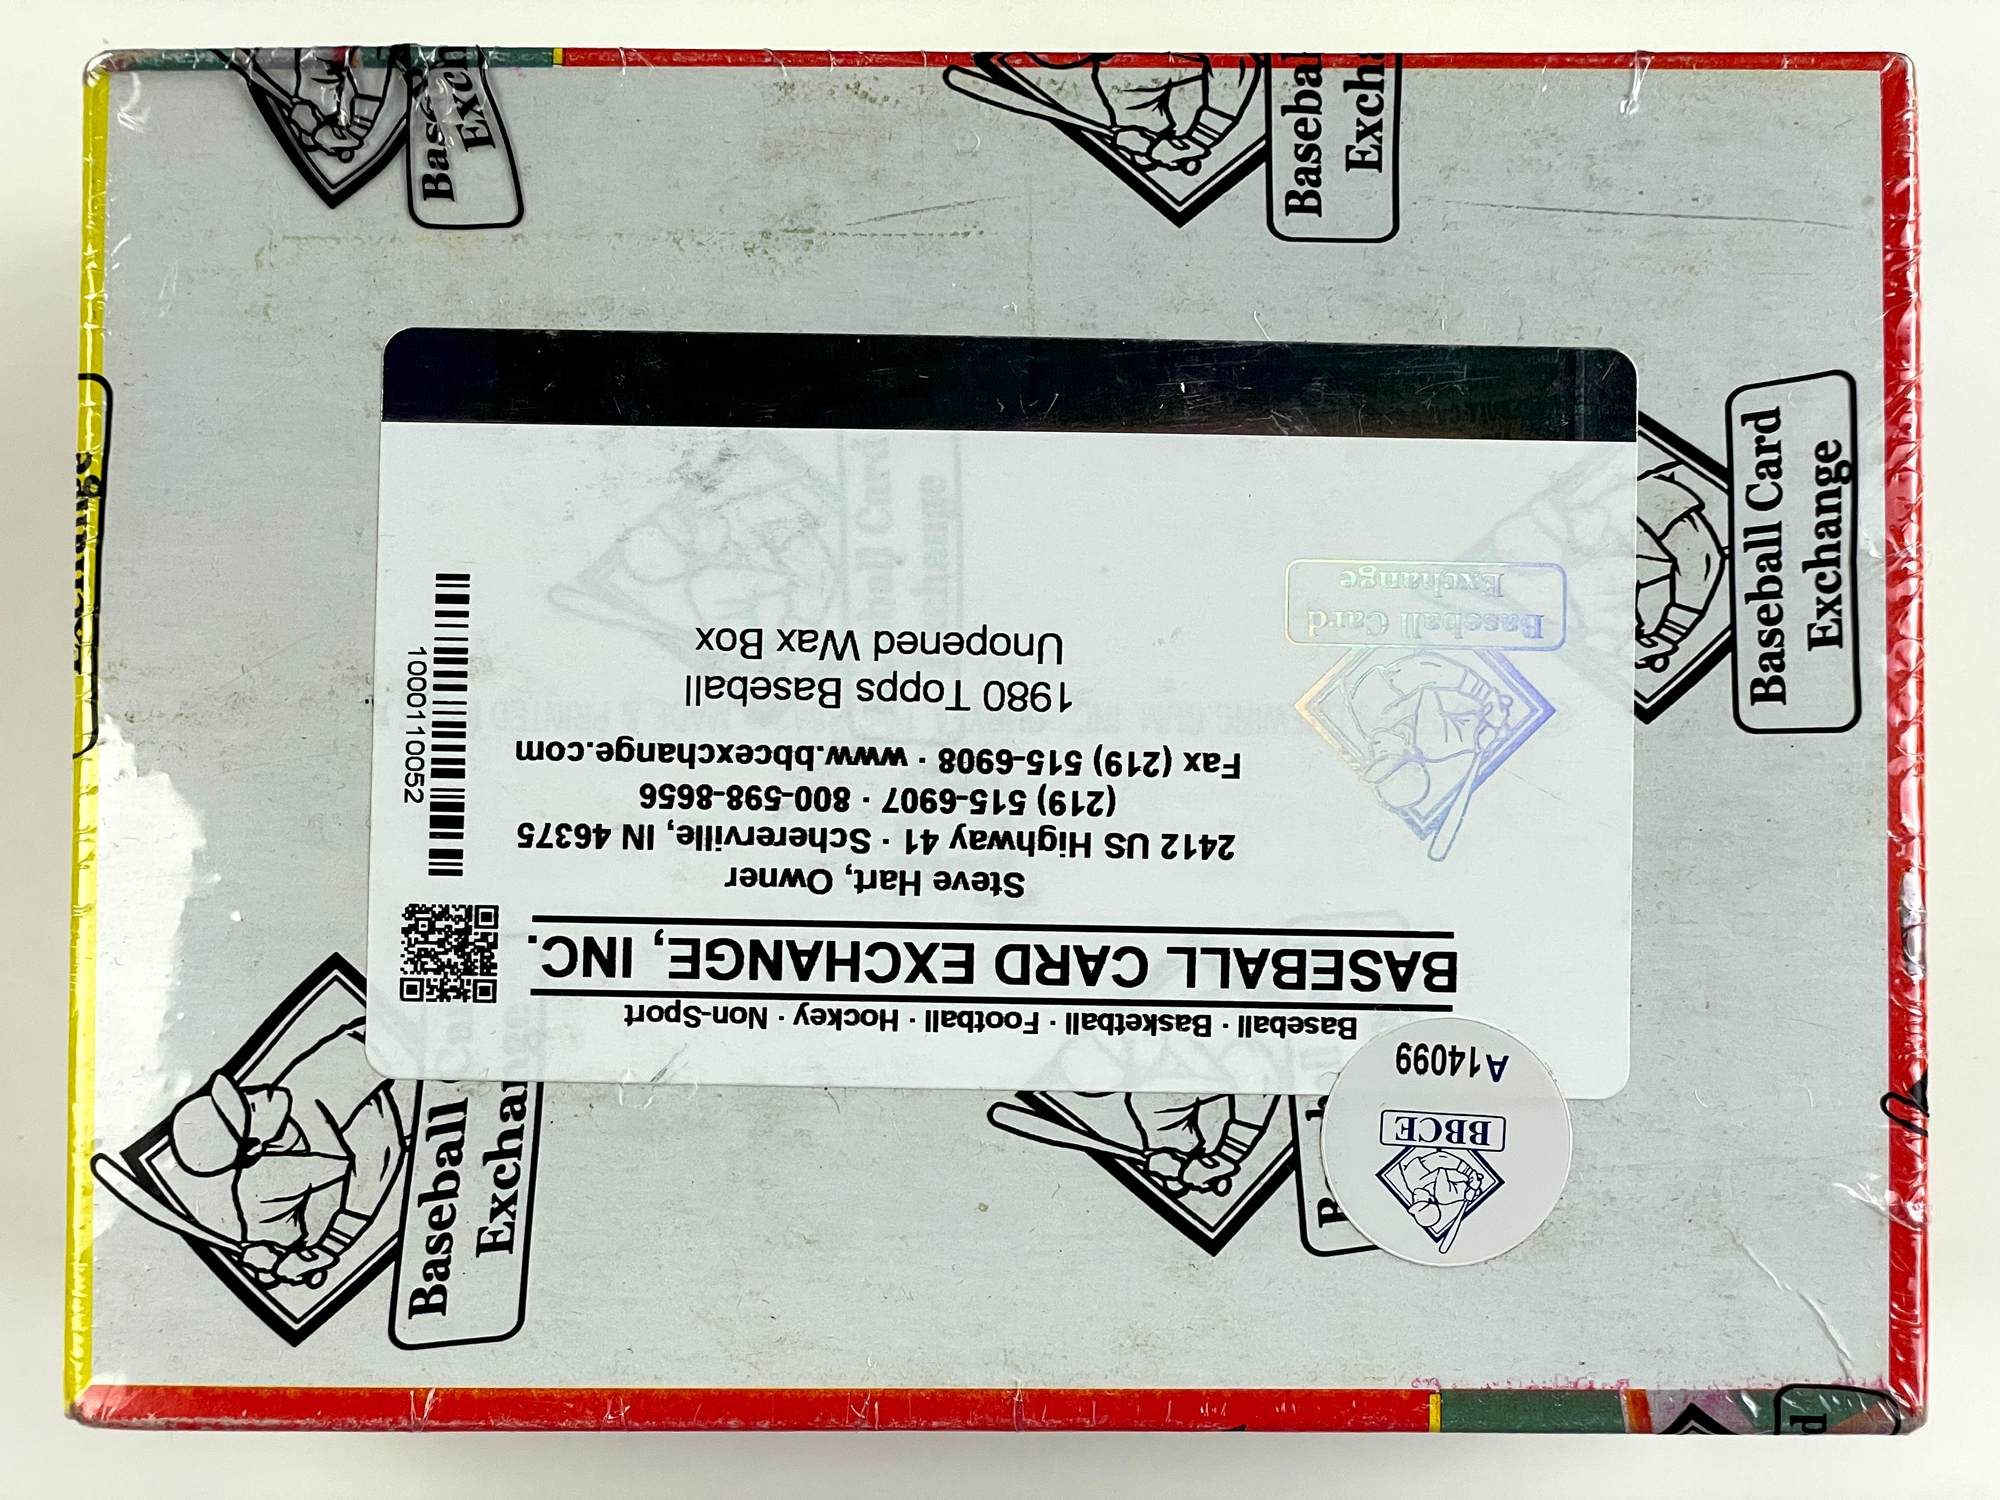 Baseball · Basketball · Football · Hockey · Non-Sport
BASEBALL CARD EXCHANGE, INC.
Steve Hart, Owner
2412 US Highway 41 · Schererville, IN 46375
(219) 515-6907 · 800-598-8656
Fax (219) 515-6908 · www.bbcexchange.com
1980 Topps Baseball
Unopened Wax Box
1000110052
Baseball Card
Exchange
A14099
BBCE
Baseball Card
Exchange
Baseball
Exchan
Exchange